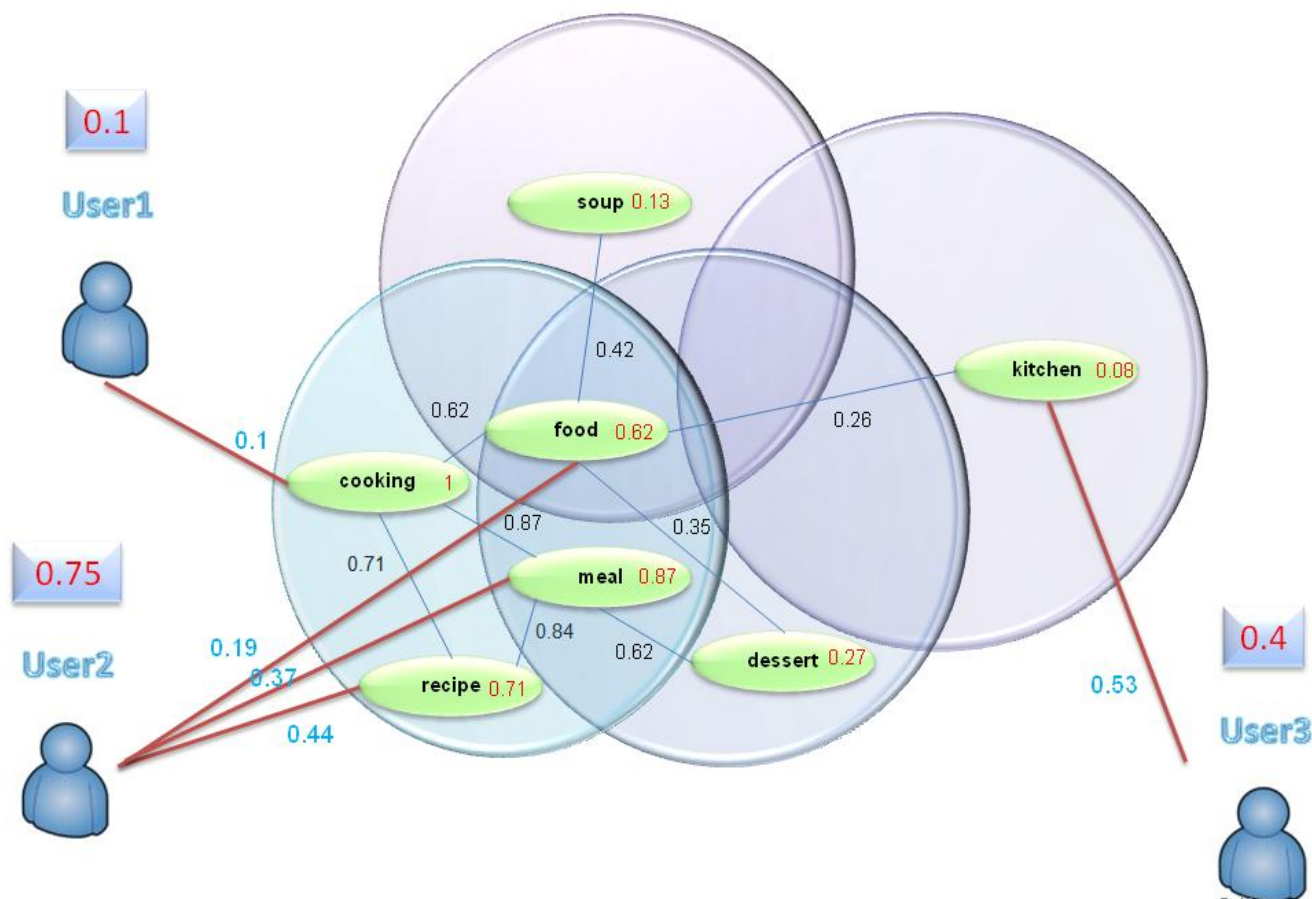 0.1
User1
soup 0.13
0.42
kitchen 0.08
0.62
0.26
food 0.62
0.1
cooking 1
0.87
0.35
0.71
0.75
meal 0.87
0.84
0.62
0.19
User2
0.37
recipe 0.71
dessert 0.27
0.44
0.4
0.53
User3